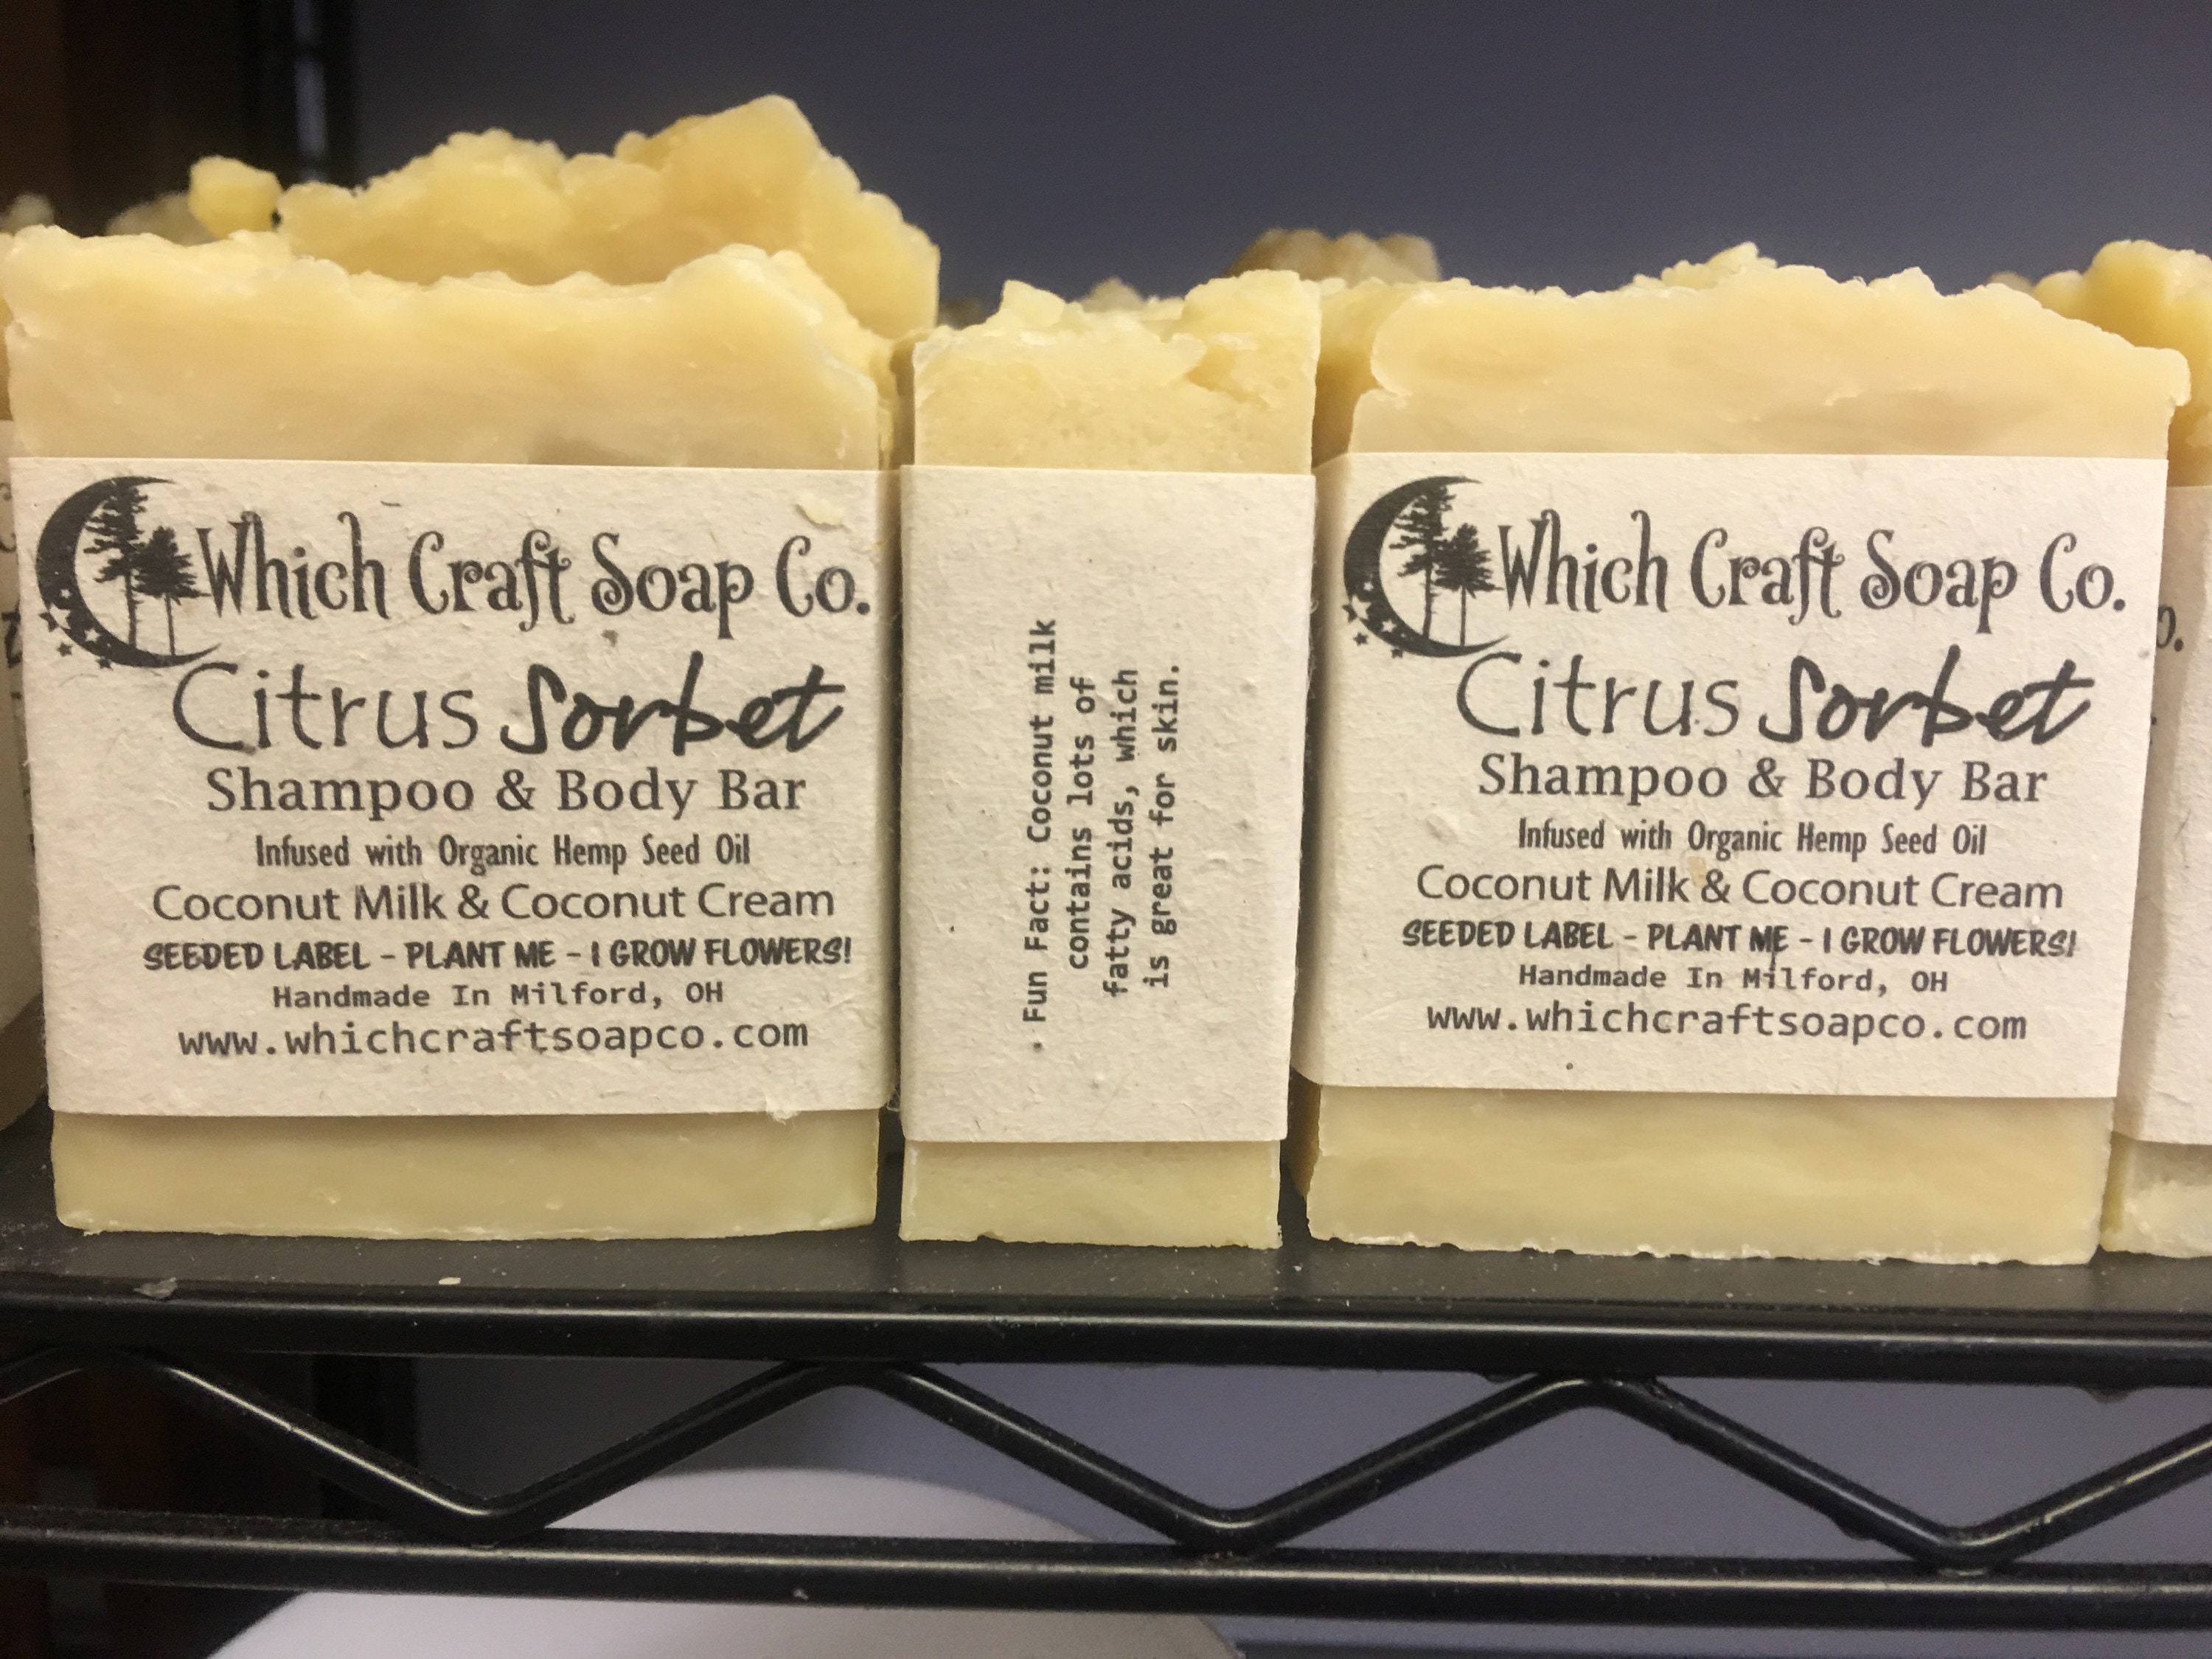 Which Craft Soap Co.
Citrus Sorbet
Shampoo & Body Bar
Infused with Organic Hemp Seed Oil
Coconut Milk & Coconut Cream
SEEDED LABEL - PLANT ME - I GROW FLOWERS!
Handmade In Milford, OH
www.whichcraftsoapco.com
· Fun Fact: Coconut milk
contains lots of
fatty acids, which
is great for skin.
Which Craft Soap Co.
Citrus Sorbet
Shampoo & Body Bar
Infused with Organic Hemp Seed Oil
Coconut Milk & Coconut Cream
SEEDED LABEL - PLANT ME - I GROW FLOWERS!
Handmade In Milford, OH
www.whichcraftsoapco.com